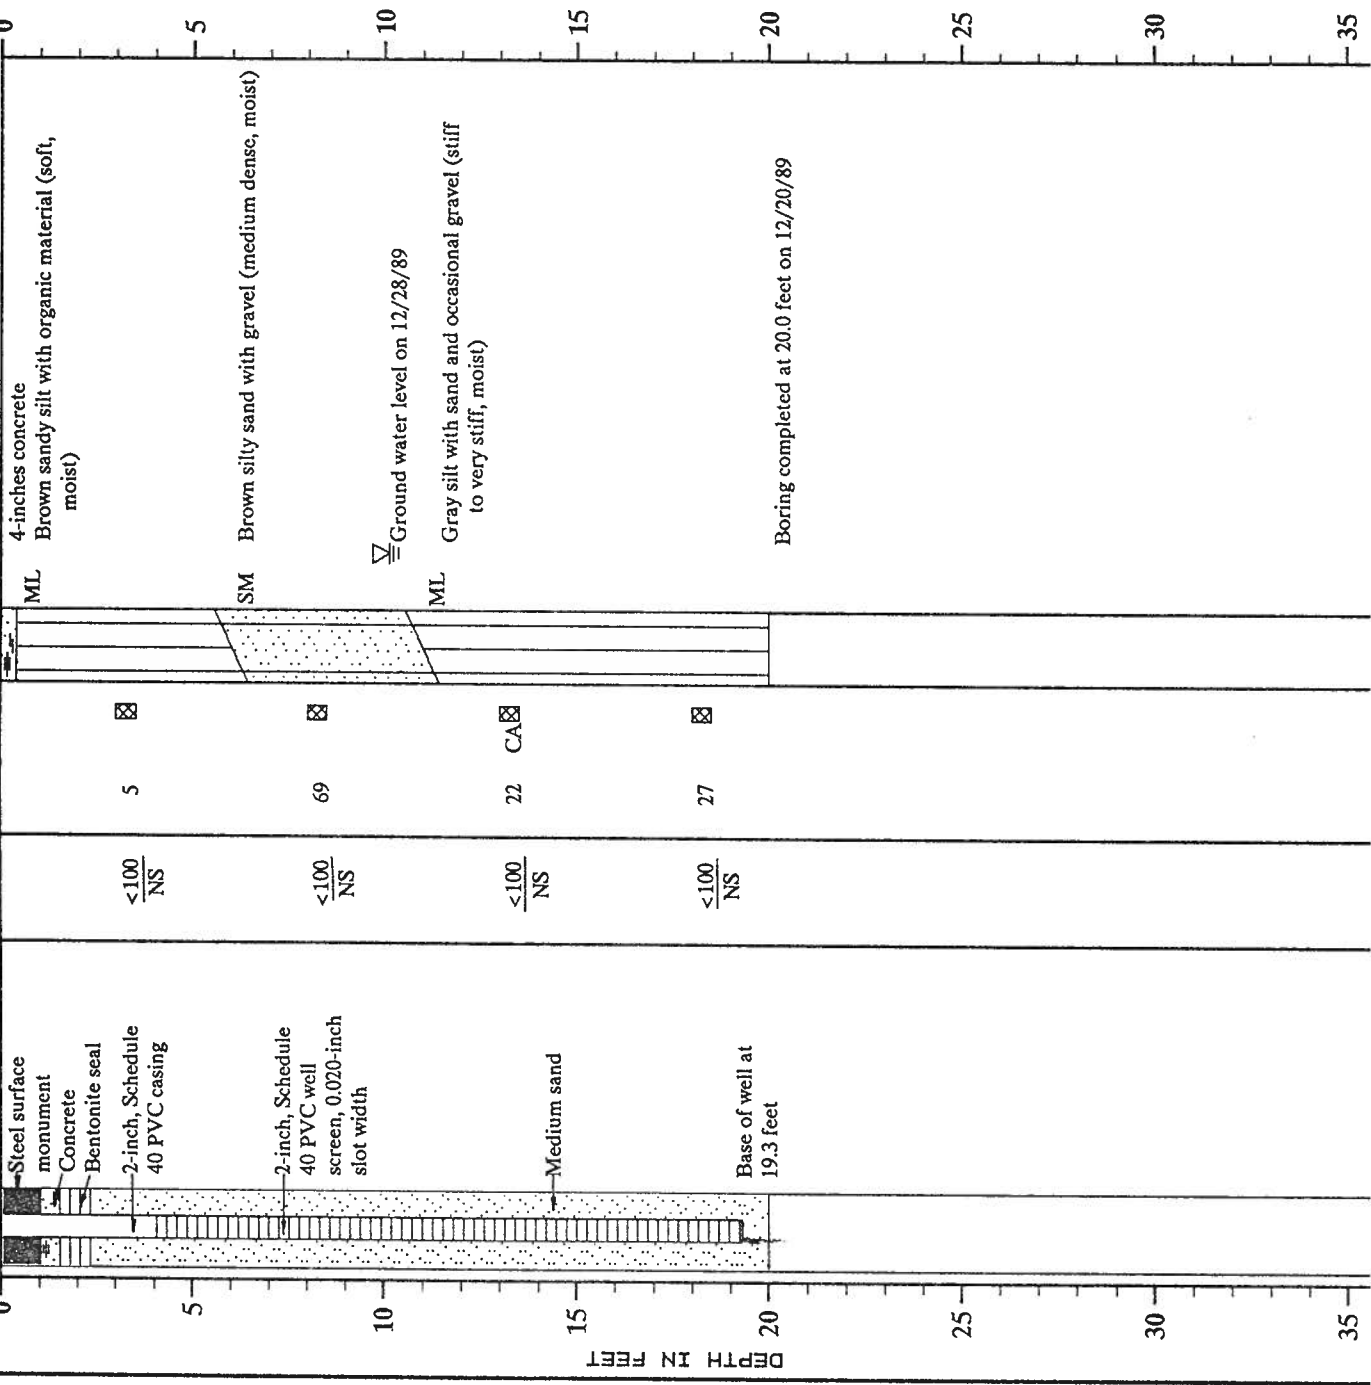 DEPTH IN FEET
0
5
10
15
20
25
30
35
Steel surface
monument
Concrete
Bentonite seal
2-inch, Schedule
40 PVC casing
2-inch, Schedule
40 PVC well
screen, 0.020-inch
slot width
Medium sand
Base of well at
19.3 feet
<100
NS
<100
NS
<100
NS
<100
NS
5
69
22
27
CA
ML
SM
ML
4-inches concrete
Brown sandy silt with organic material (soft,
moist)
Brown silty sand with gravel (medium dense, moist)
Ground water level on 12/28/89
Gray silt with sand and occasional gravel (stiff
to very stiff, moist)
Boring completed at 20.0 feet on 12/20/89
0
5
10
15
20
25
30
35